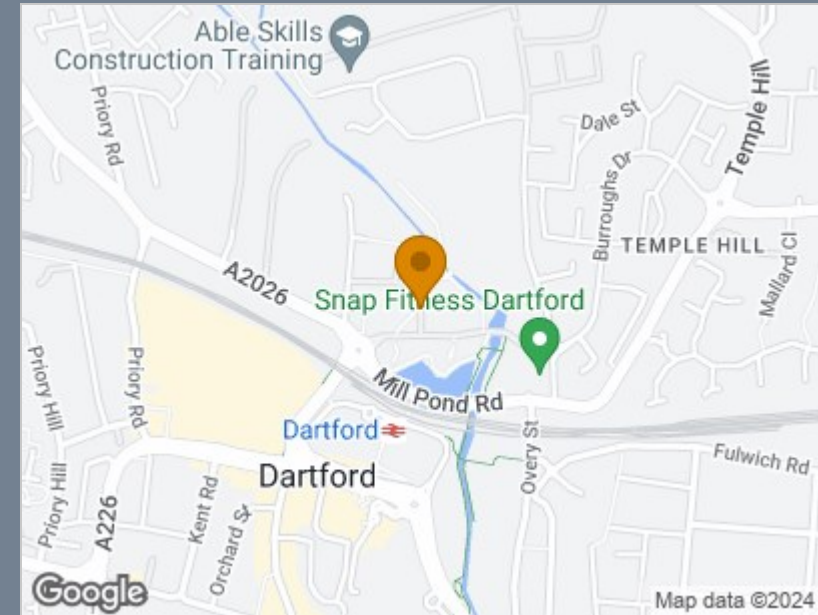 Able Skills
Construction Training
Priory Rd
Dale St
Temple Hill
Burroughs Dr
TEMPLE HILL
Mallard Cl
A2026
Snap Fitness Dartford
Priory Hill
Priory Rd
Mill Pond Rd
Dartford
Overy St
Fulwich Rd
Dartford
Priory Hill
A226
Kent Rd
Orchard St
Google
Map data ©2024